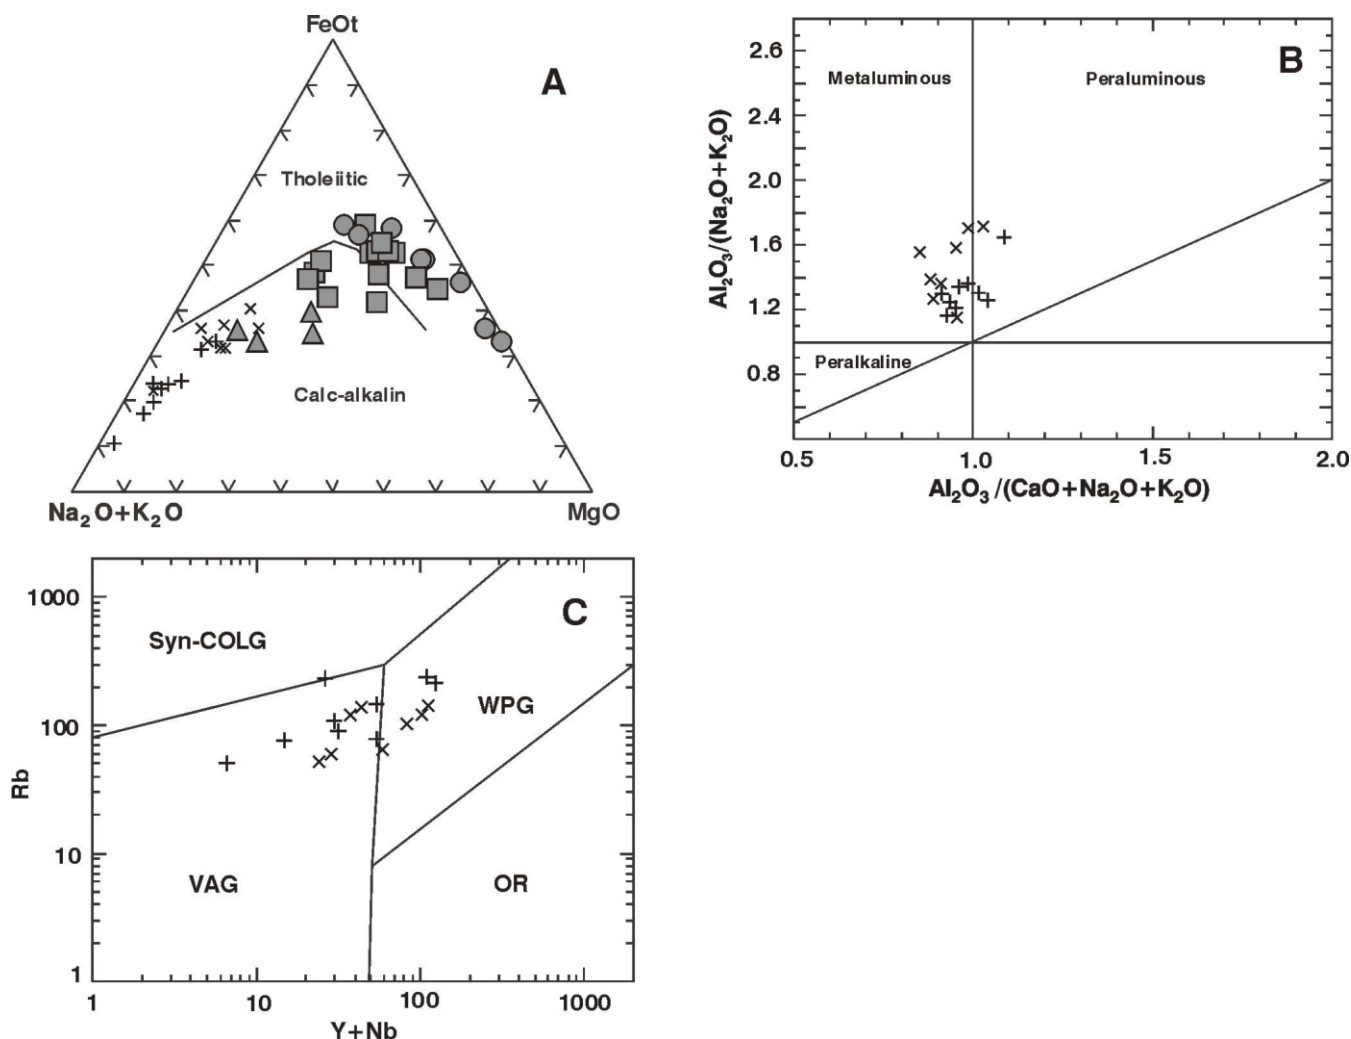 FeOt
A
Tholeiitic
Calc-alkalin
Na₂O+K₂O
MgO
B
Metaluminous
Peraluminous
Peralkaline
2.6
2.4
2.0
1.6
1.2
0.8
Al₂O₃/(Na₂O+K₂O)
0.5
1.0
1.5
2.0
Al₂O₃/(CaO+Na₂O+K₂O)
C
Syn-COLG
WPG
VAG
OR
1000
100
10
1
Rb
1
10
100
1000
Y+Nb